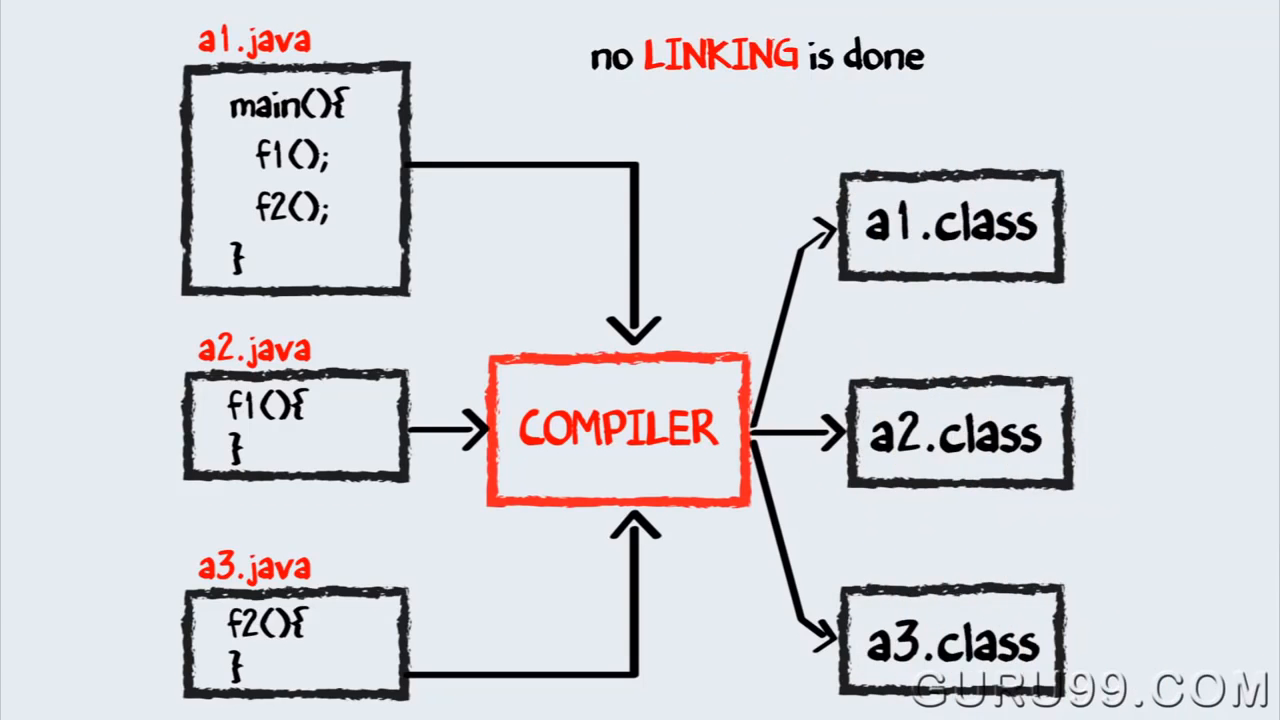 a1.java
main(){
f1();
f2();
}
no LINKING is done
a2.java
f1(){
}
a3.java
f2(){
}
COMPILER
a1.class
a2.class
a3.class
GURU99.COM